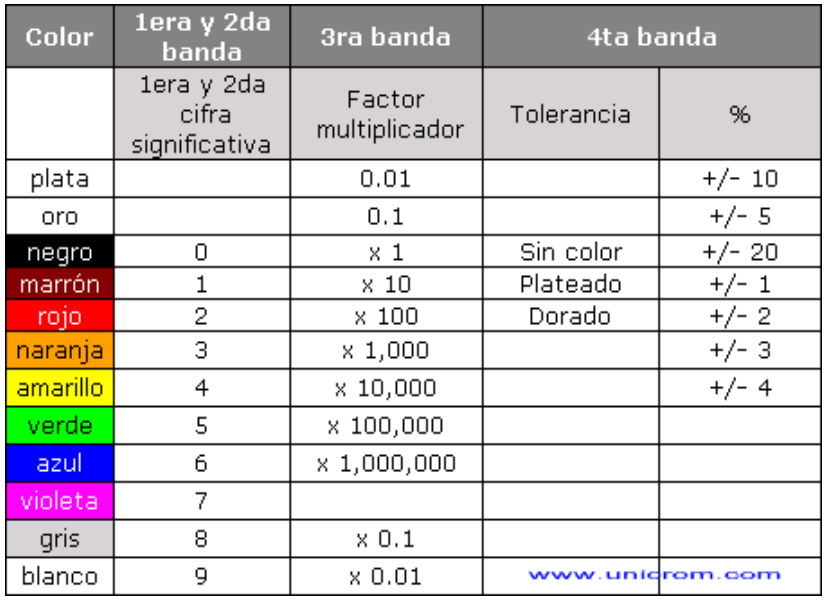 Color 1era y 2da banda 3ra banda 4ta banda
1era y 2da cifra significativa Factor multiplicador Tolerancia %
plata 0.01 +/- 10
oro 0.1 +/- 5
negro 0 x 1 Sin color +/- 20
marrón 1 x 10 Plateado +/- 1
rojo 2 x 100 Dorado +/- 2
naranja 3 x 1,000 +/- 3
amarillo 4 x 10,000 +/- 4
verde 5 x 100,000
azul 6 x 1,000,000
violeta 7
gris 8 x 0.1
blanco 9 x 0.01 www.unicrom.com